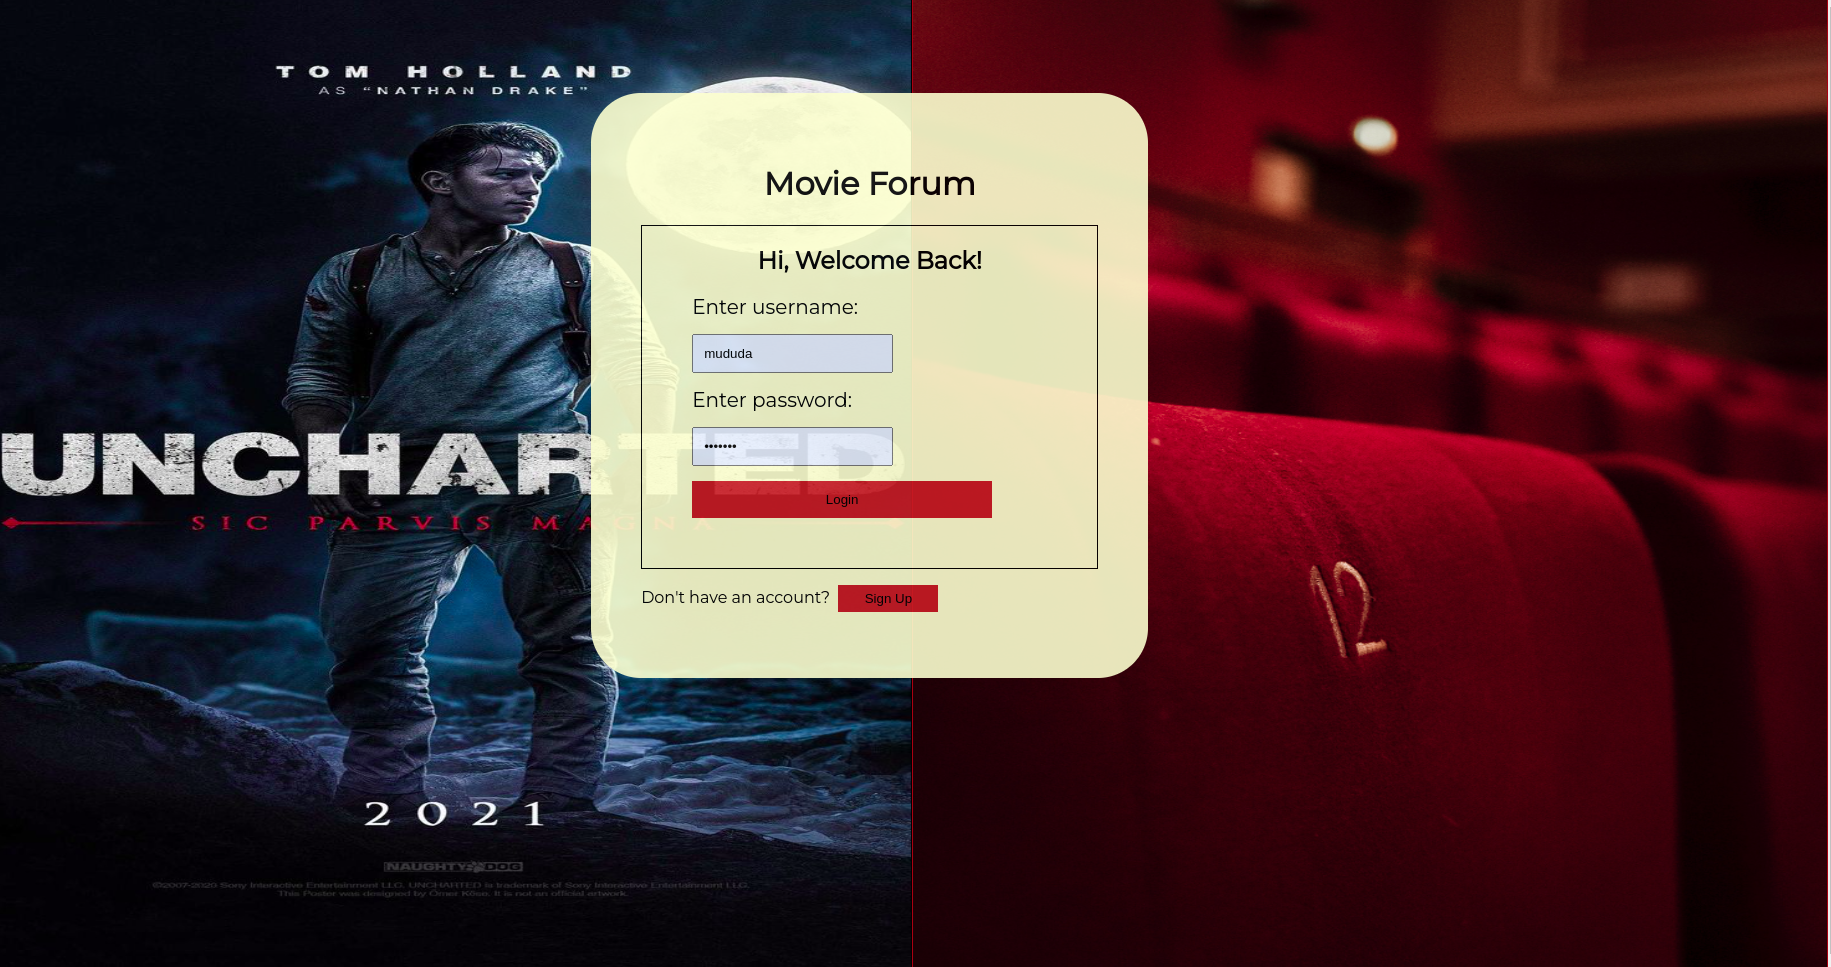 TOM HOLLAND
AS “NATHAN DRAKE”
Movie Forum
Hi, Welcome Back!
Enter username:
mududa
Enter password:
•••••••
UNCHARTED
Login
SIC PARVIS MAGNA
Don't have an account? Sign Up
12
2021
NAUGHTY DOG
©2007-2020 Sony Interactive Entertainment LLC. UNCHARTED is trademark of Sony Interactive Entertainment LLC.
This Poster was designed by Ömer Köse. It is not an official artwork.